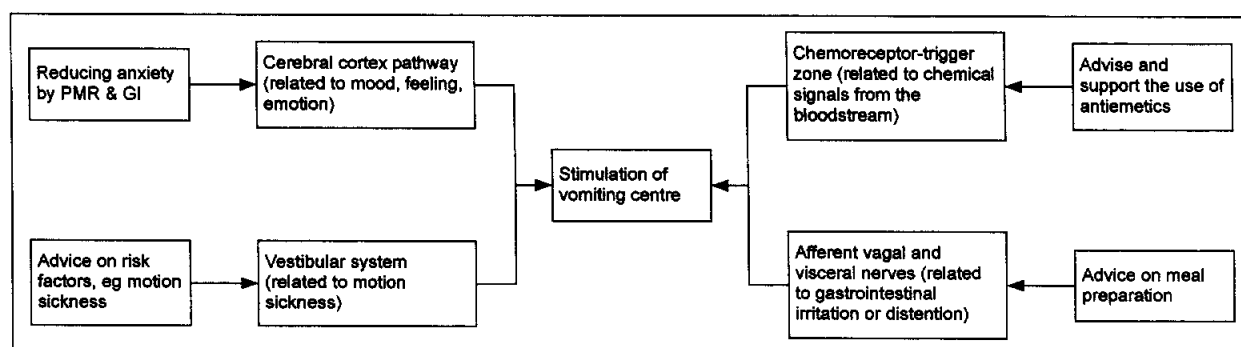 Reducing anxiety
by PMR & GI
Cerebral cortex pathway
(related to mood, feeling,
emotion)
Chemoreceptor-trigger
zone (related to chemical
signals from the
bloodstream)
Advise and
support the use of
antiemetics
Stimulation of
vomiting centre
Advice on risk
factors, eg motion
sickness
Vestibular system
(related to motion
sickness)
Afferent vagal and
visceral nerves (related
to gastrointestinal
irritation or distention)
Advice on meal
preparation